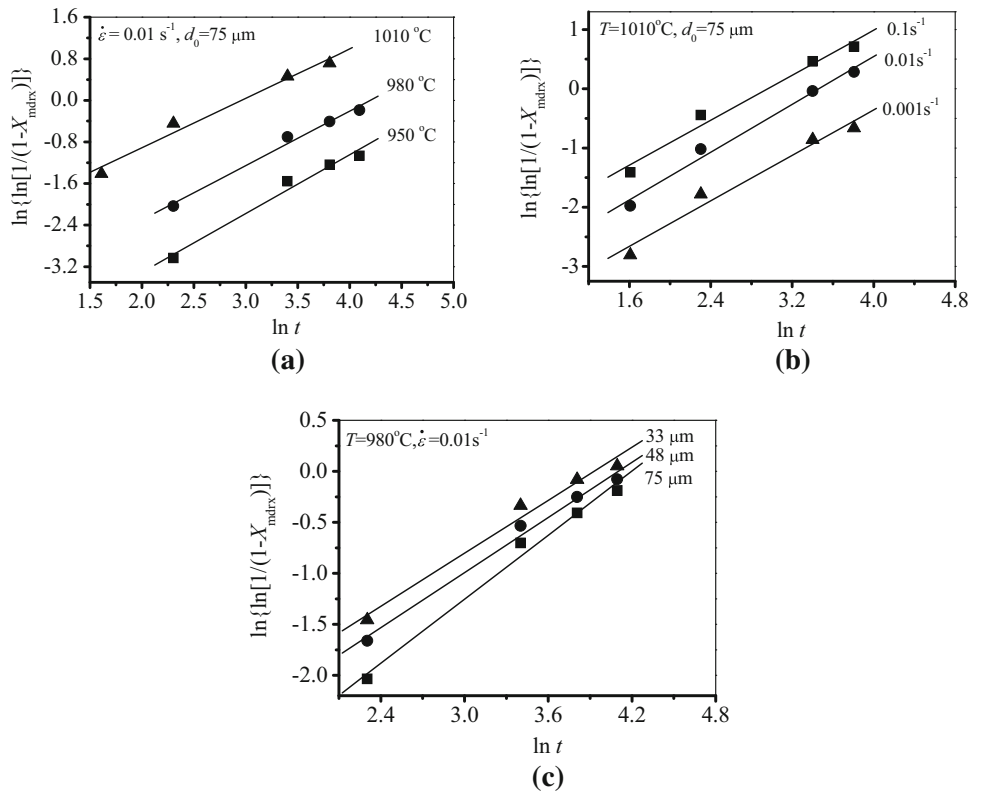 ε̇ = 0.01 s⁻¹, d₀=75 μm
1010 °C
980 °C
950 °C
ln{ln[1/(1-X_mdrx)]}
1.6
0.8
0.0
-0.8
-1.6
-2.4
-3.2
1.5 2.0 2.5 3.0 3.5 4.0 4.5 5.0
ln t
(a)
T=1010°C, d₀=75 μm
0.1s⁻¹
0.01s⁻¹
0.001s⁻¹
ln{ln[1/(1-X_mdrx)]}
1
0
-1
-2
-3
1.6 2.4 3.2 4.0 4.8
ln t
(b)
T=980°C,ε̇=0.01s⁻¹
33 μm
48 μm
75 μm
ln{ln[1/(1-X_mdrx)]}
0.5
0.0
-0.5
-1.0
-1.5
-2.0
2.4 3.0 3.6 4.2 4.8
ln t
(c)